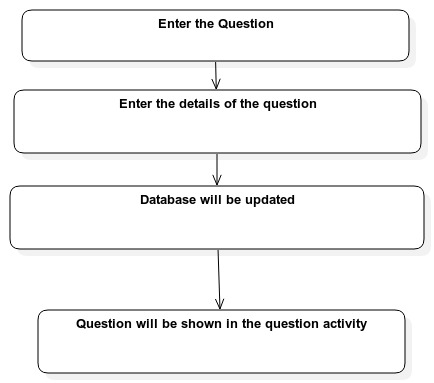 Enter the Question
Enter the details of the question
Database will be updated
Question will be shown in the question activity